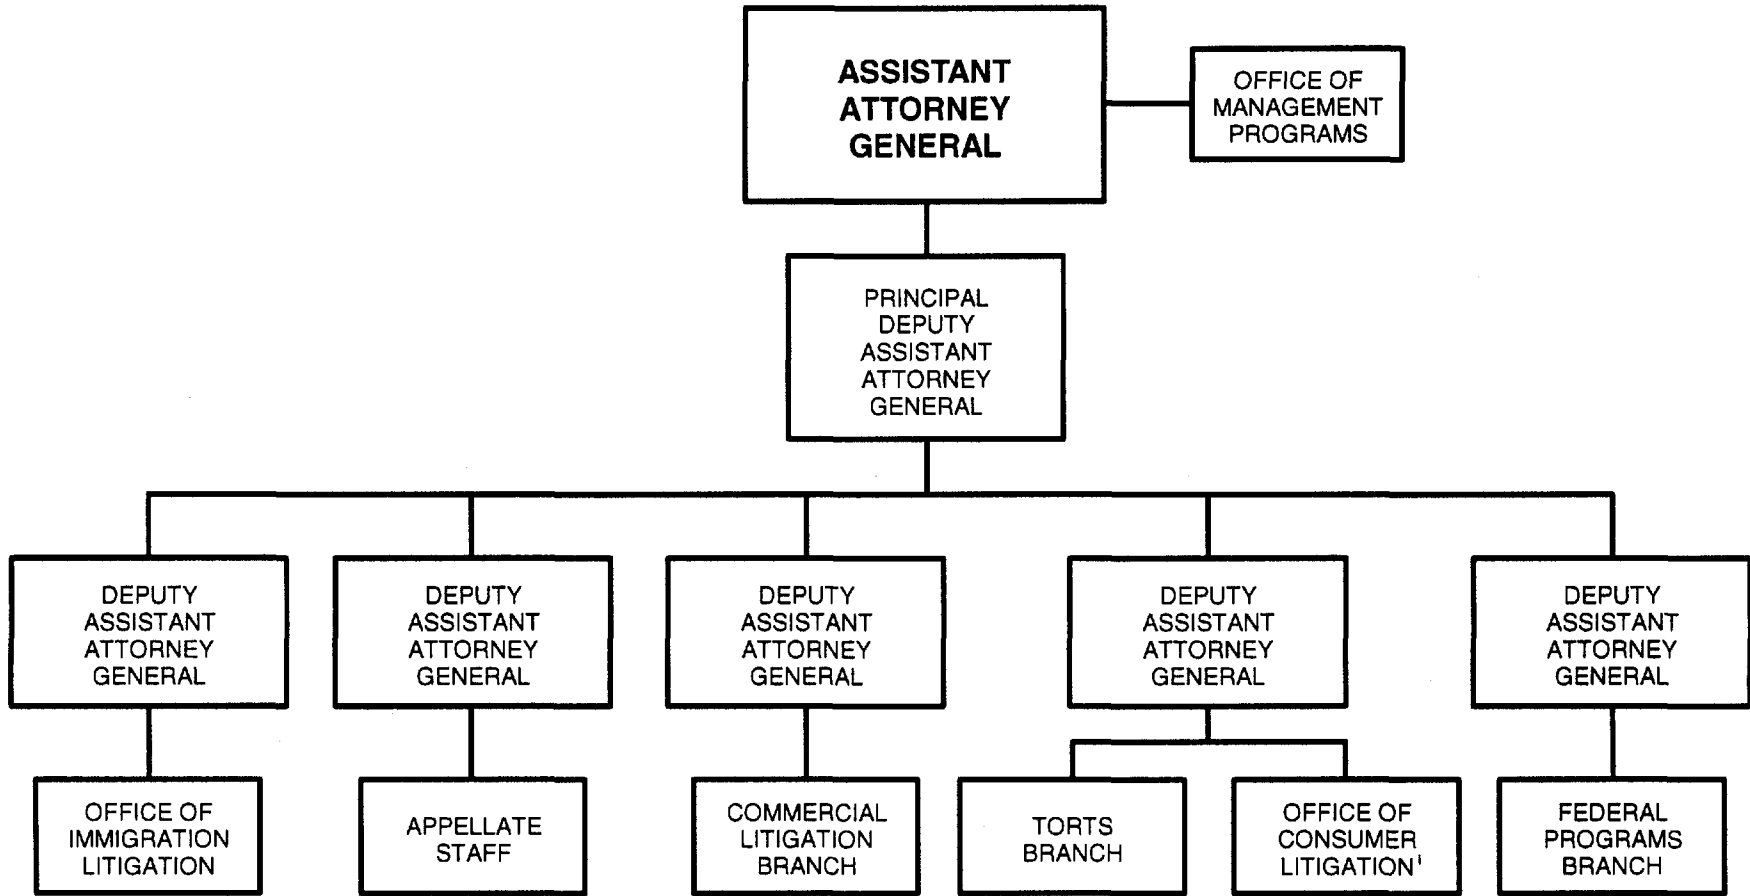 ASSISTANT
ATTORNEY
GENERAL
OFFICE OF
MANAGEMENT
PROGRAMS
PRINCIPAL
DEPUTY
ASSISTANT
ATTORNEY
GENERAL
DEPUTY
ASSISTANT
ATTORNEY
GENERAL
DEPUTY
ASSISTANT
ATTORNEY
GENERAL
DEPUTY
ASSISTANT
ATTORNEY
GENERAL
DEPUTY
ASSISTANT
ATTORNEY
GENERAL
DEPUTY
ASSISTANT
ATTORNEY
GENERAL
OFFICE OF
IMMIGRATION
LITIGATION
APPELLATE
STAFF
COMMERCIAL
LITIGATION
BRANCH
TORTS
BRANCH
OFFICE OF
CONSUMER
LITIGATION¹
FEDERAL
PROGRAMS
BRANCH